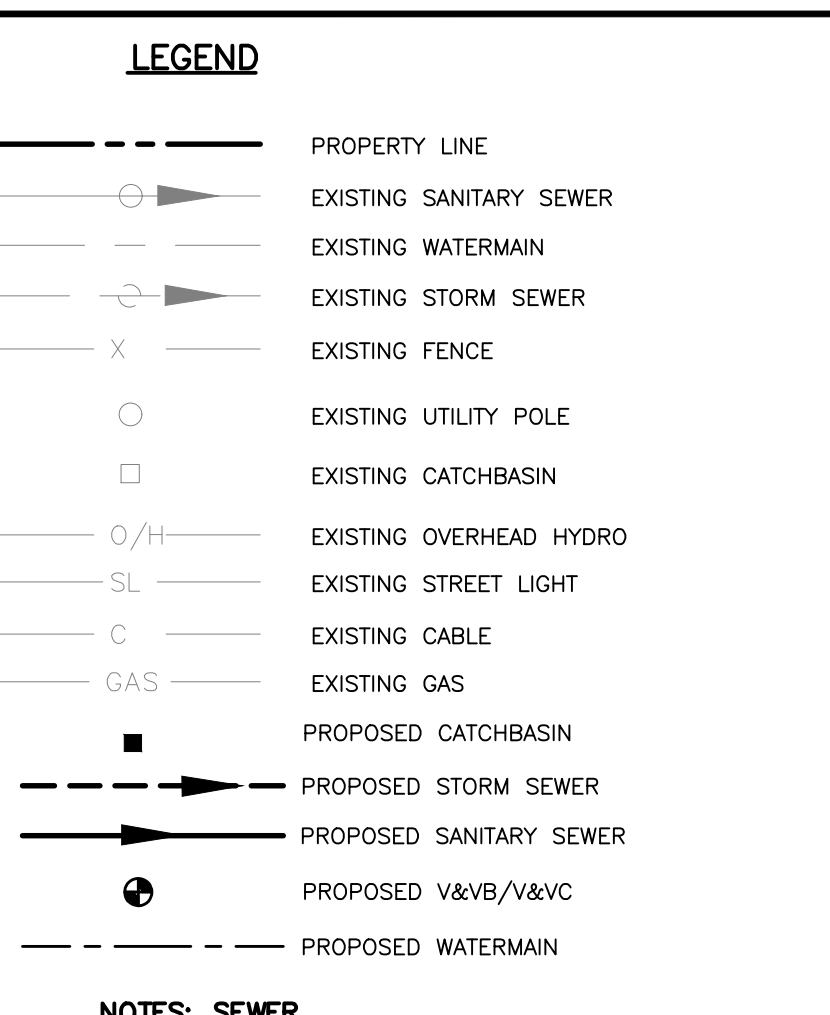 LEGEND
PROPERTY LINE
EXISTING SANITARY SEWER
EXISTING WATERMAIN
EXISTING STORM SEWER
X EXISTING FENCE
EXISTING UTILITY POLE
EXISTING CATCHBASIN
O/H EXISTING OVERHEAD HYDRO
SL EXISTING STREET LIGHT
C EXISTING CABLE
GAS EXISTING GAS
PROPOSED CATCHBASIN
PROPOSED STORM SEWER
PROPOSED SANITARY SEWER
PROPOSED V&VB/V&VC
PROPOSED WATERMAIN
NOTES: SEWER